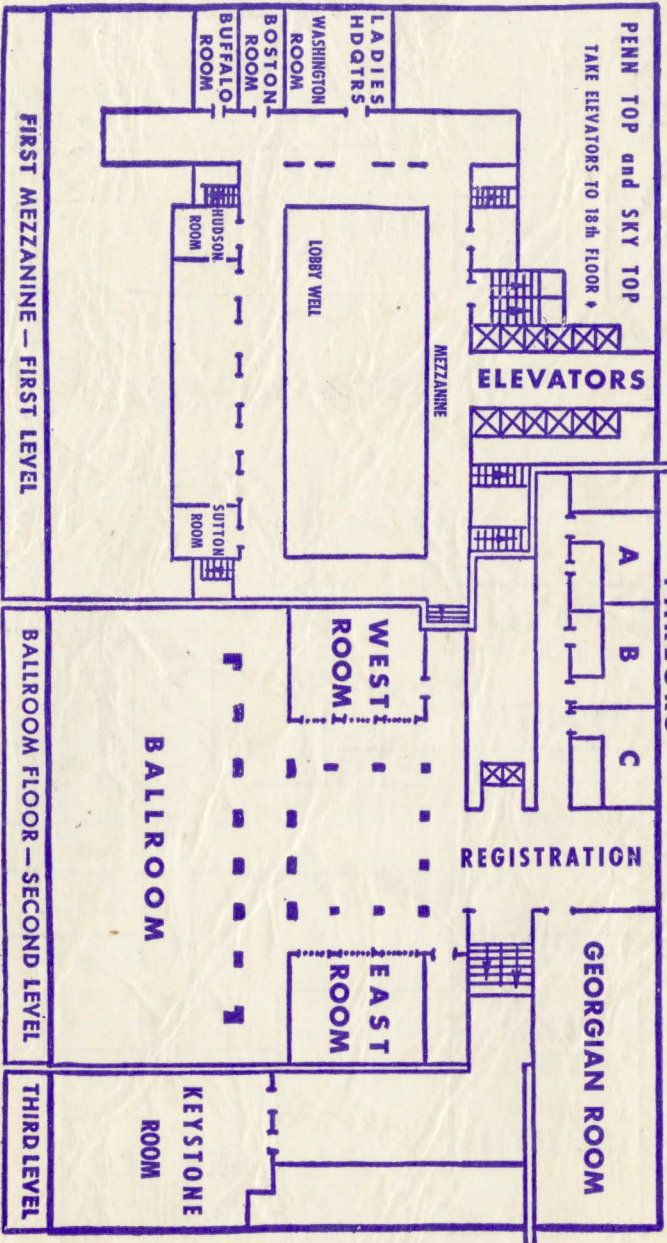 PENN TOP and SKY TOP
TAKE ELEVATORS TO 18th FLOOR
ELEVATORS
A
B
C
REGISTRATION
GEORGIAN ROOM
LADIES
HDQTRS
WASHINGTON
ROOM
BOSTON
ROOM
BUFFALO
ROOM
MEZZANINE
LOBBY WELL
HUDSON
ROOM
SUTTON
ROOM
WEST
ROOM
EAST
ROOM
BALLROOM
KEYSTONE
ROOM
FIRST MEZZANINE — FIRST LEVEL
BALLROOM FLOOR — SECOND LEVEL
THIRD LEVEL